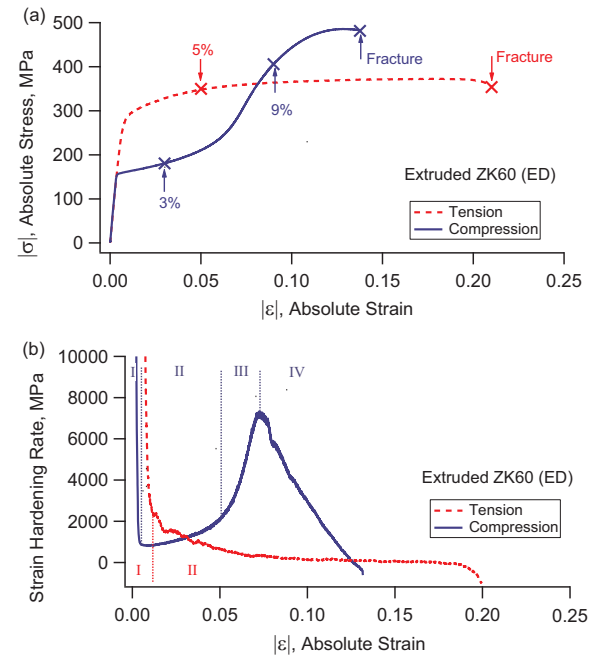 (a)
500
400
300
200
100
0
|σ|, Absolute Stress, MPa
5%
9%
3%
Fracture
Fracture
Extruded ZK60 (ED)
Tension
Compression
0.00 0.05 0.10 0.15 0.20 0.25
|ε|, Absolute Strain
(b)
10000
8000
6000
4000
2000
0
Strain Hardening Rate, MPa
I II III IV
Extruded ZK60 (ED)
Tension
Compression
I II
0.00 0.05 0.10 0.15 0.20 0.25
|ε|, Absolute Strain